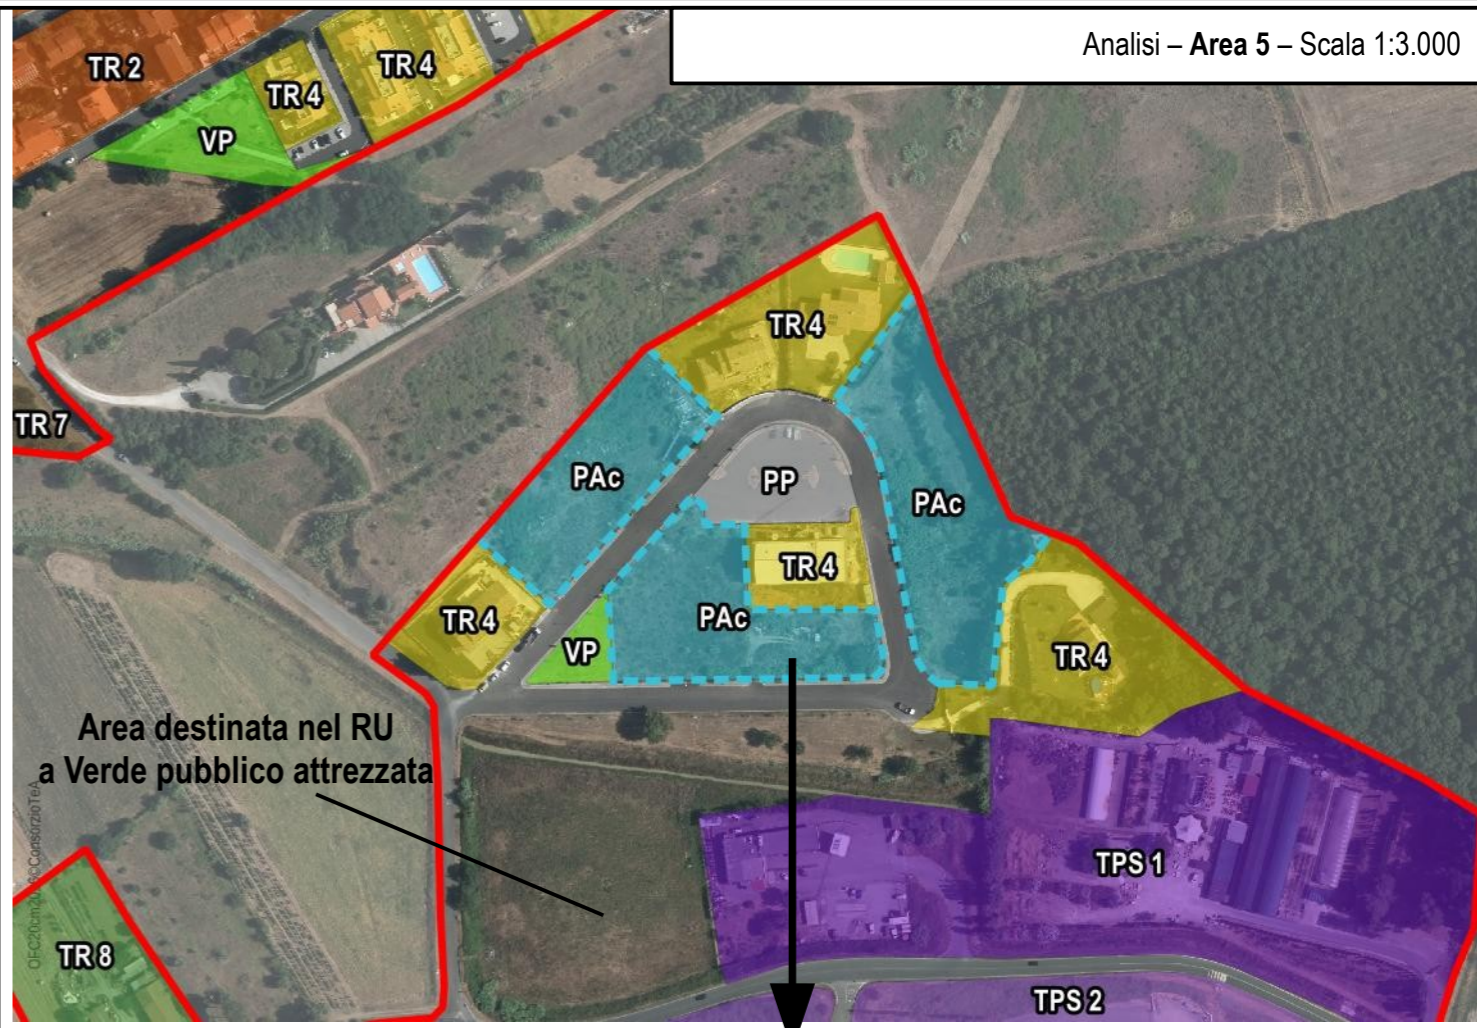 Analisi – Area 5 – Scala 1:3.000
TR 2
TR 4
TR 4
VP
TR 4
TR 7
PAc
PP
PAc
TR 4
TR 4
PAc
VP
TR 4
Area destinata nel RU
a Verde pubblico attrezzata
TPS 1
TR 8
TPS 2